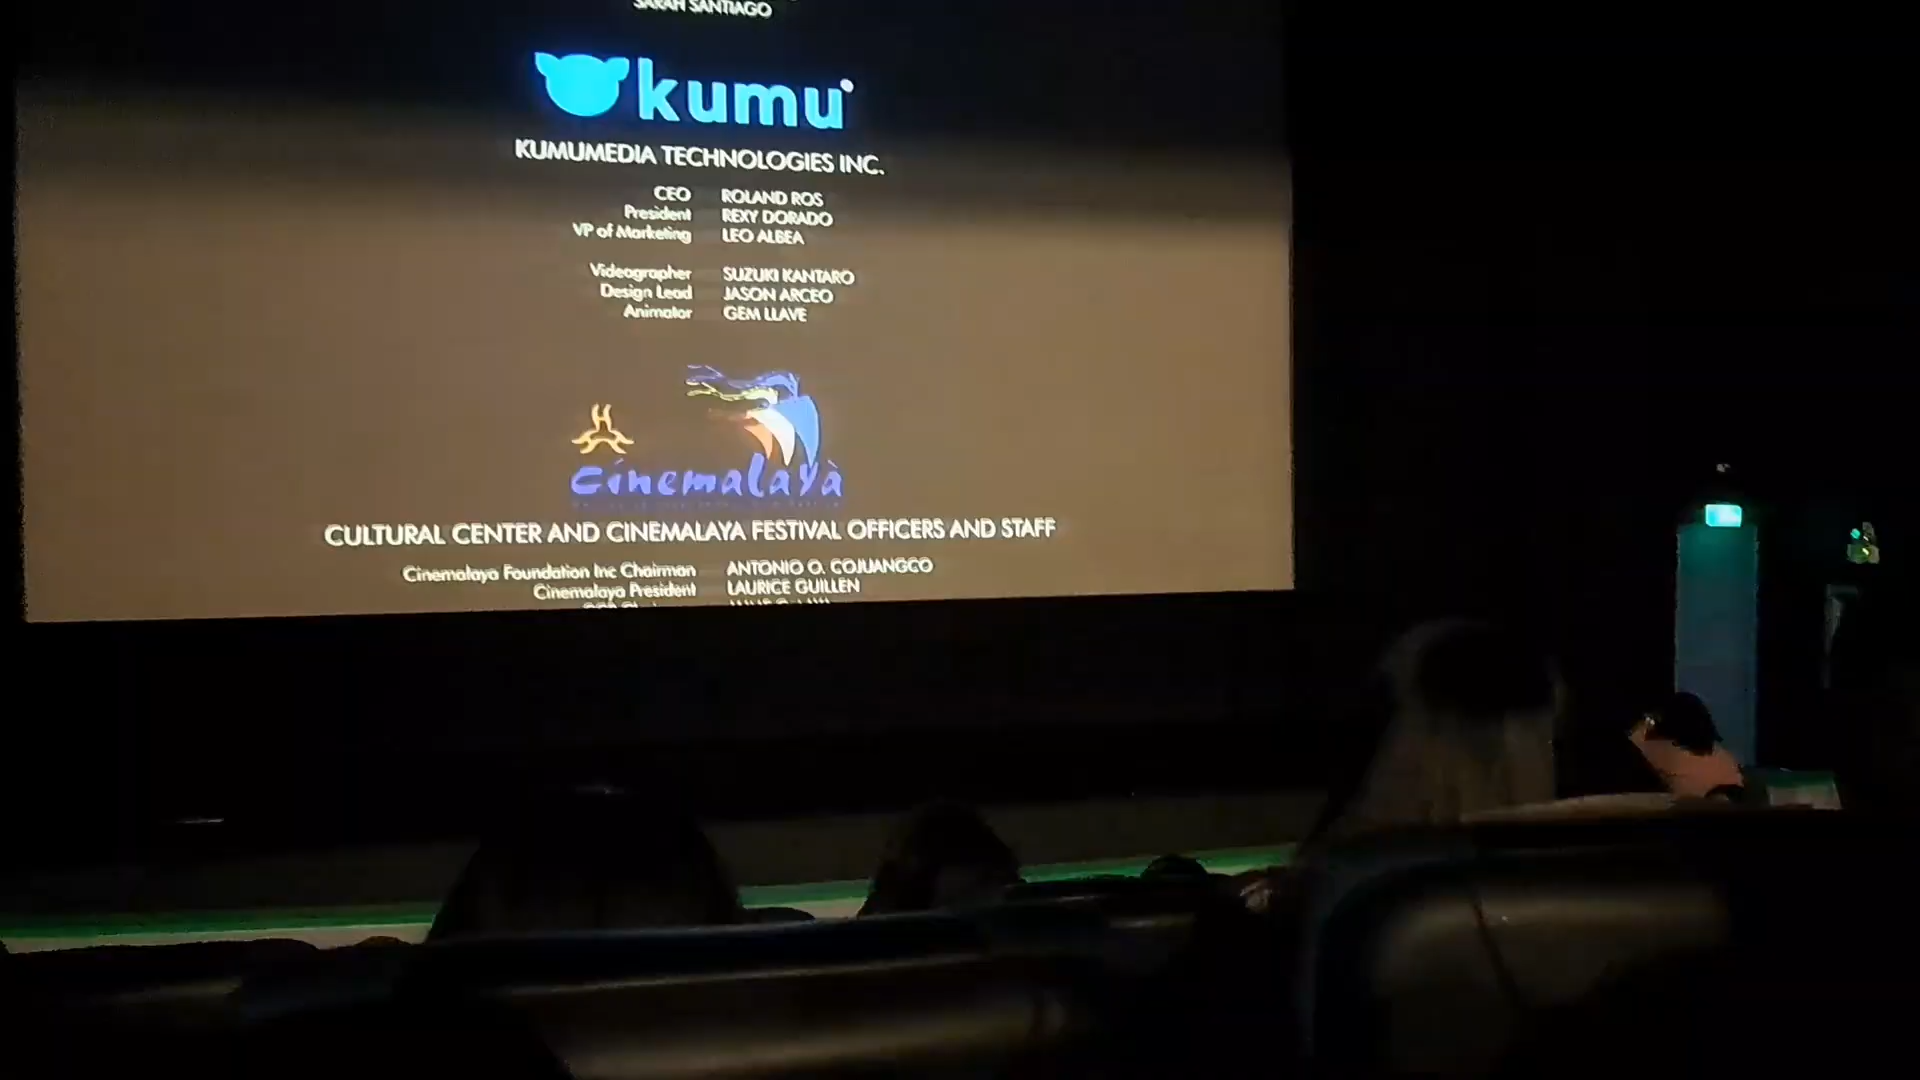 SARAH SANTIAGO
kumu
KUMUMEDIA TECHNOLOGIES INC.
CEO ROLAND ROS
President REXY DORADO
VP of Marketing LEO ALBEA
Videographer SUZUKI KANTARO
Design Lead JASON ARCEO
Animator GEM LLAVE
cinemalaya
CULTURAL CENTER AND CINEMALAYA FESTIVAL OFFICERS AND STAFF
Cinemalaya Foundation Inc Chairman ANTONIO O. COJUANGCO
Cinemalaya President LAURICE GUILLEN